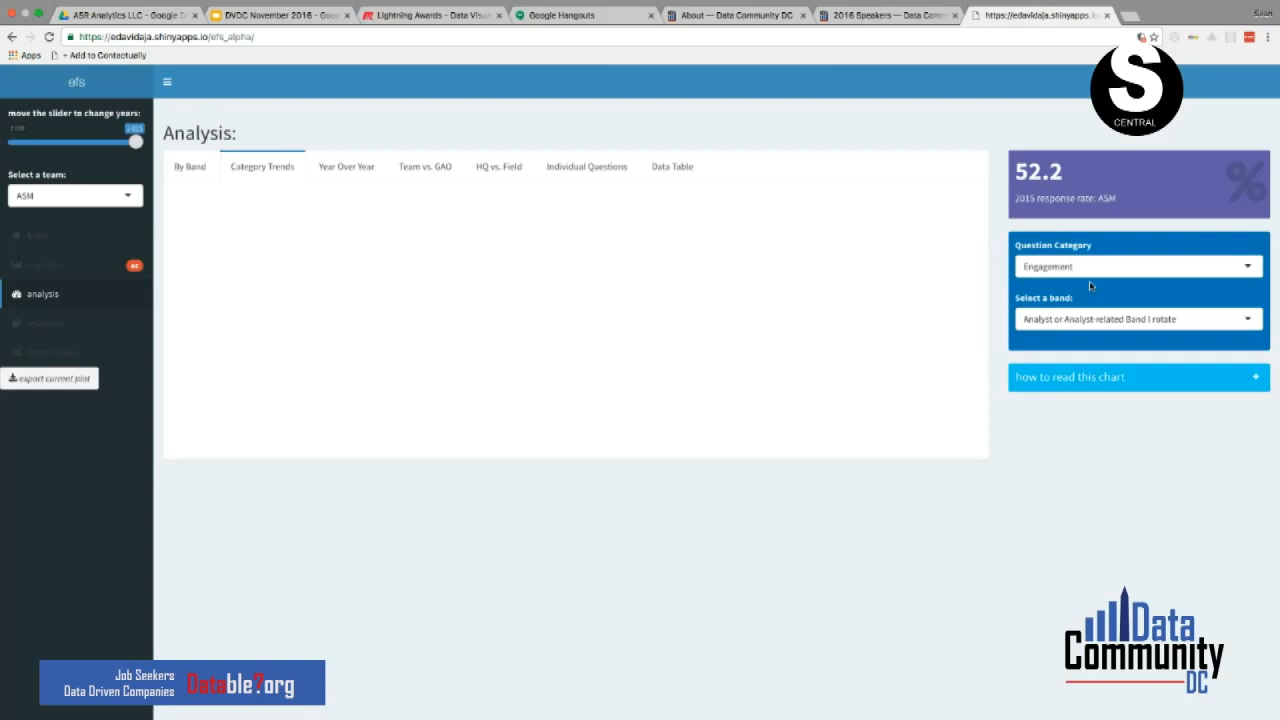 ASR Analytics LLC - Google D
DVDC November 2016 - Goo
Lightning Awards - Data Visu
Google Hangouts
About — Data Community DC
2016 Speakers — Data Com
https://edavidaja.shinyapps.io
Sean
https://edavidaja.shinyapps.io/efs_alpha/
Apps
+ Add to Contactually
efs
S
CENTRAL
move the slider to change years:
2 015
Analysis:
By Band
Category Trends
Year Over Year
Team vs. GAO
HQ vs. Field
Individual Questions
Data Table
Select a team:
ASM
52.2
%
2015 response rate: ASM
Question Category
Engagement
analysis
Select a band:
Analyst or Analyst-related Band I rotate
export current plot
how to read this chart
+
Job Seekers
Data Driven Companies
Datable?org
Data
Community
DC